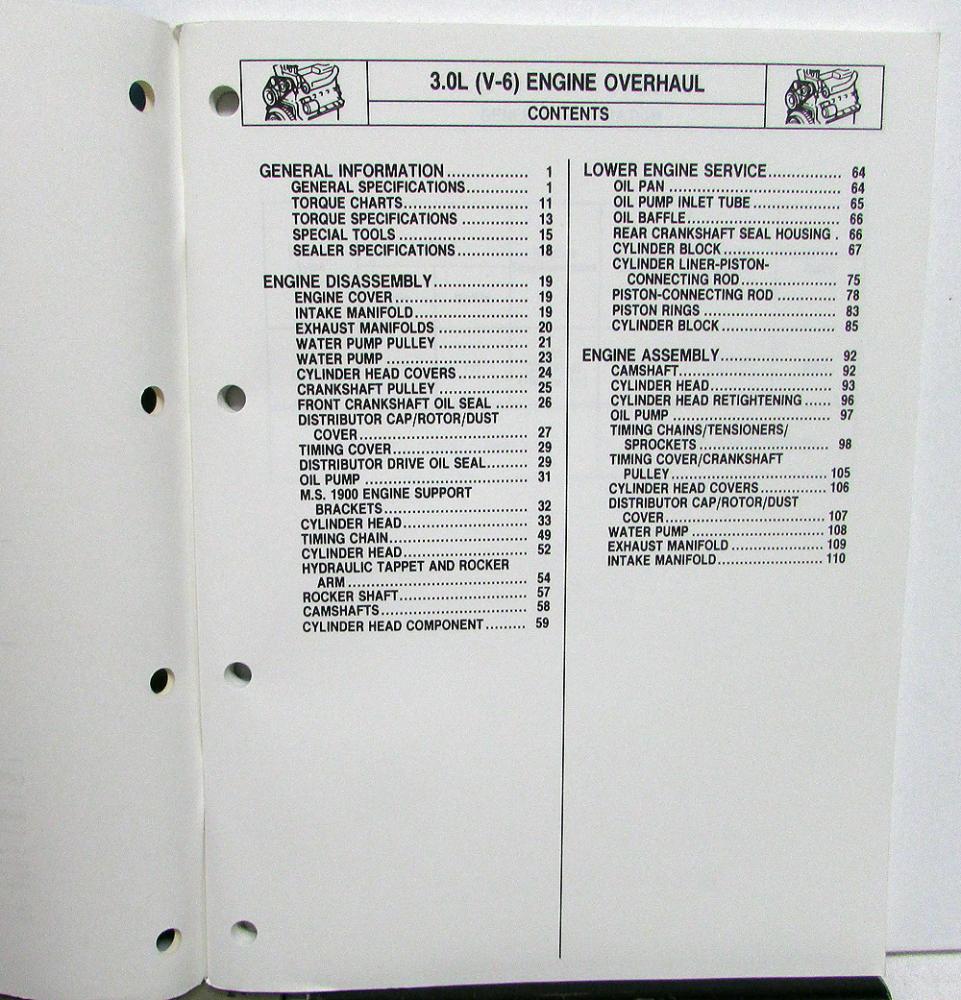 3.0L (V-6) ENGINE OVERHAUL
CONTENTS
GENERAL INFORMATION................ 1
GENERAL SPECIFICATIONS............. 1
TORQUE CHARTS......................... 11
TORQUE SPECIFICATIONS .............. 13
SPECIAL TOOLS .......................... 15
SEALER SPECIFICATIONS............... 18
ENGINE DISASSEMBLY................... 19
ENGINE COVER........................... 19
INTAKE MANIFOLD....................... 19
EXHAUST MANIFOLDS .................. 20
WATER PUMP PULLEY .................. 21
WATER PUMP ............................ 23
CYLINDER HEAD COVERS.............. 24
CRANKSHAFT PULLEY .................. 25
FRONT CRANKSHAFT OIL SEAL ....... 26
DISTRIBUTOR CAP/ROTOR/DUST
COVER................................... 27
TIMING COVER........................... 29
DISTRIBUTOR DRIVE OIL SEAL......... 29
OIL PUMP ................................ 31
M.S. 1900 ENGINE SUPPORT
BRACKETS.............................. 32
CYLINDER HEAD......................... 33
TIMING CHAIN............................ 49
CYLINDER HEAD......................... 52
HYDRAULIC TAPPET AND ROCKER
ARM ..................................... 54
ROCKER SHAFT.......................... 57
CAMSHAFTS.............................. 58
CYLINDER HEAD COMPONENT......... 59
LOWER ENGINE SERVICE............... 64
OIL PAN .................................. 64
OIL PUMP INLET TUBE ................. 65
OIL BAFFLE............................... 66
REAR CRANKSHAFT SEAL HOUSING . 66
CYLINDER BLOCK....................... 67
CYLINDER LINER-PISTON-
CONNECTING ROD.................... 75
PISTON-CONNECTING ROD ............ 78
PISTON RINGS ........................... 83
CYLINDER BLOCK....................... 85
ENGINE ASSEMBLY....................... 92
CAMSHAFT................................ 92
CYLINDER HEAD......................... 93
CYLINDER HEAD RETIGHTENING ...... 96
OIL PUMP ................................ 97
TIMING CHAINS/TENSIONERS/
SPROCKETS ........................... 98
TIMING COVER/CRANKSHAFT
PULLEY................................. 105
CYLINDER HEAD COVERS.............. 106
DISTRIBUTOR CAP/ROTOR/DUST
COVER................................... 107
WATER PUMP ............................ 108
EXHAUST MANIFOLD .................... 109
INTAKE MANIFOLD....................... 110